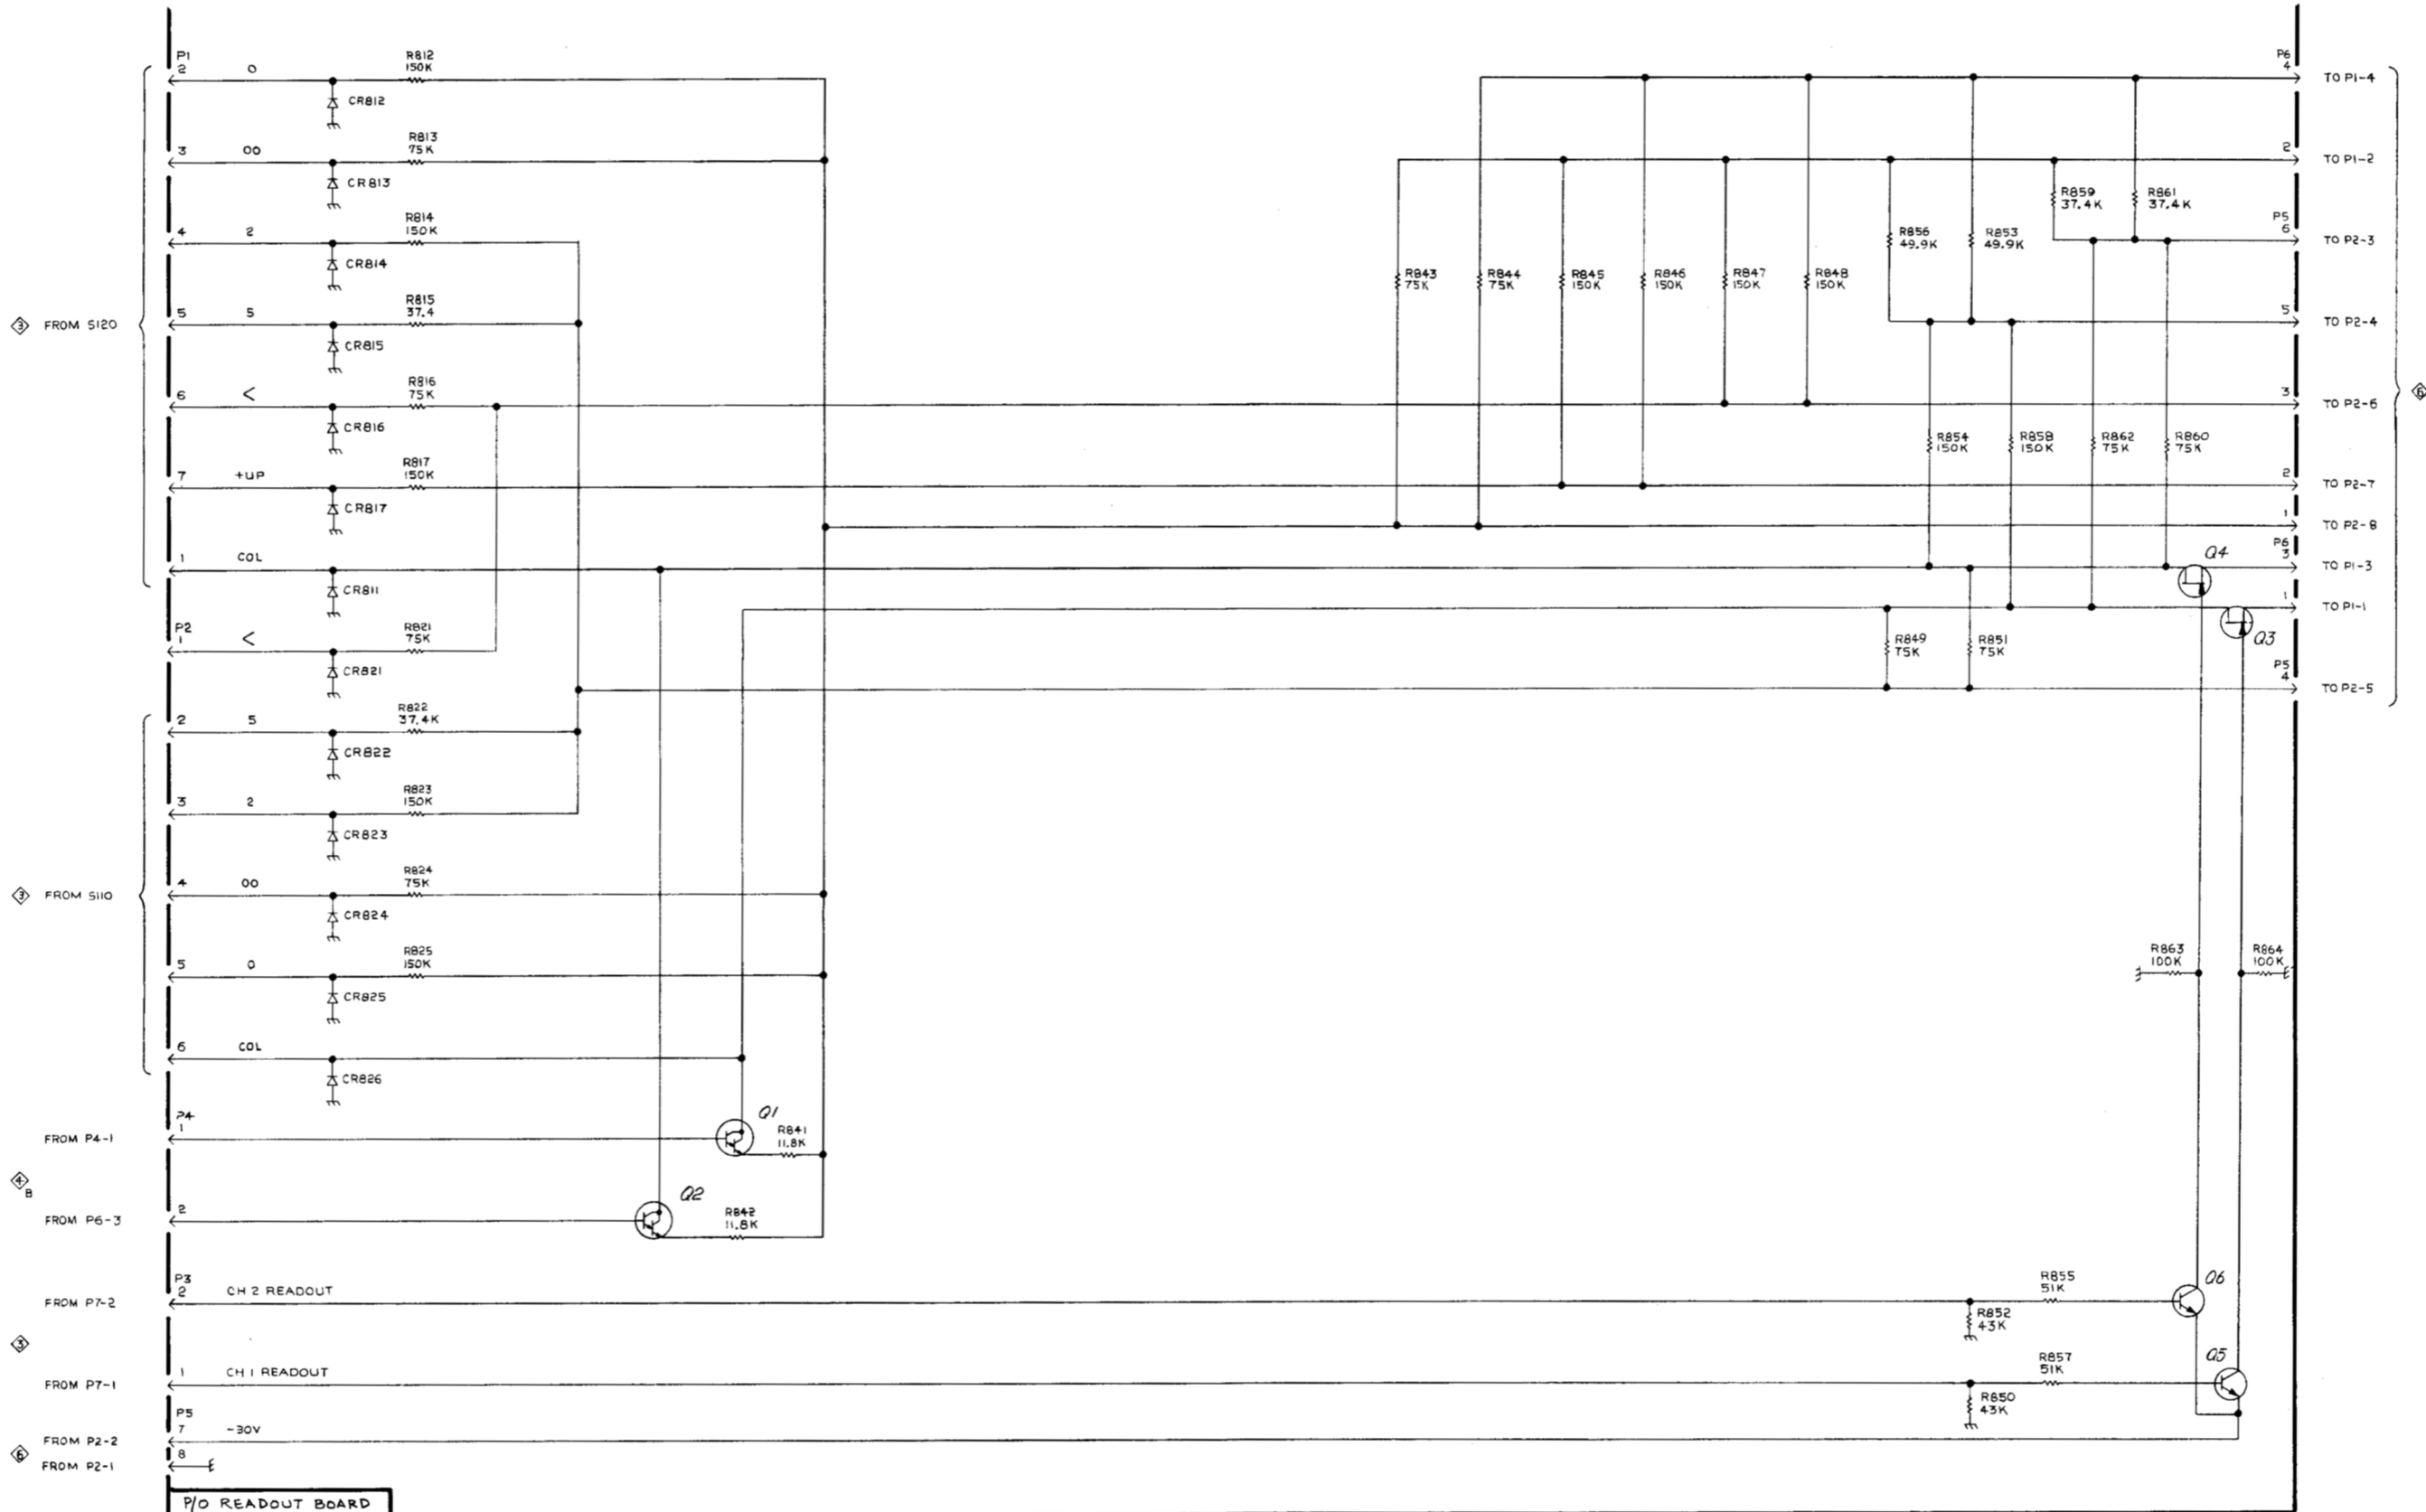 P1
2 O
R812
150K
CR812
3 OO
R813
75K
CR813
4 2
R814
150K
CR814
5 5
R815
37.4
CR815
6 <
R816
75K
CR816
7 +UP
R817
150K
CR817
1 COL
CR811
P2
1 <
R821
75K
CR821
③ FROM S120
2 5
R822
37.4K
CR822
3 2
R823
150K
CR823
4 OO
R824
75K
CR824
5 O
R825
150K
CR825
6 COL
CR826
③ FROM S110
P4
1
FROM P4-1
Q1
R841
11.8K
4
B
2
FROM P6-3
Q2
R842
11.8K
P3
2 CH 2 READOUT
FROM P7-2
3
1 CH 1 READOUT
FROM P7-1
P5
7 -30V
FROM P2-2
8
FROM P2-1
P/O READOUT BOARD
R843
75K
R844
75K
R845
150K
R846
150K
R847
150K
R848
150K
R856
49.9K
R853
49.9K
R859
37.4K
R861
37.4K
R854
150K
R858
150K
R862
75K
R860
75K
R849
75K
R851
75K
Q4
Q3
R863
100K
R864
100K
R855
51K
Q6
R852
43K
R857
51K
Q5
R850
43K
P6
4 TO P1-4
2 TO P1-2
P5
6 TO P2-3
5 TO P2-4
3 TO P2-6
2 TO P2-7
1 TO P2-8
P6
3 TO P1-3
1 TO P1-1
P5
4 TO P2-5